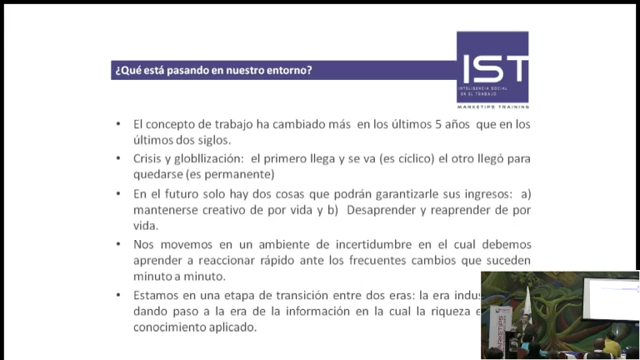 ¿Qué está pasando en nuestro entorno?
IST
INTELIGENCIA SOCIAL
EN EL TRABAJO
MARKETIPS TRAINING
• El concepto de trabajo ha cambiado más en los últimos 5 años que en los
últimos dos siglos.
• Crisis y globllización: el primero llega y se va (es cíclico) el otro llegó para
quedarse (es permanente)
• En el futuro solo hay dos cosas que podrán garantizarle sus ingresos: a)
mantenerse creativo de por vida y b) Desaprender y reaprender de por
vida.
• Nos movemos en un ambiente de incertidumbre en el cual debemos
aprender a reaccionar rápido ante los frecuentes cambios que suceden
minuto a minuto.
• Estamos en una etapa de transición entre dos eras: la era
dando paso a la era de la información en la cual la riqueza
conocimiento aplicado.